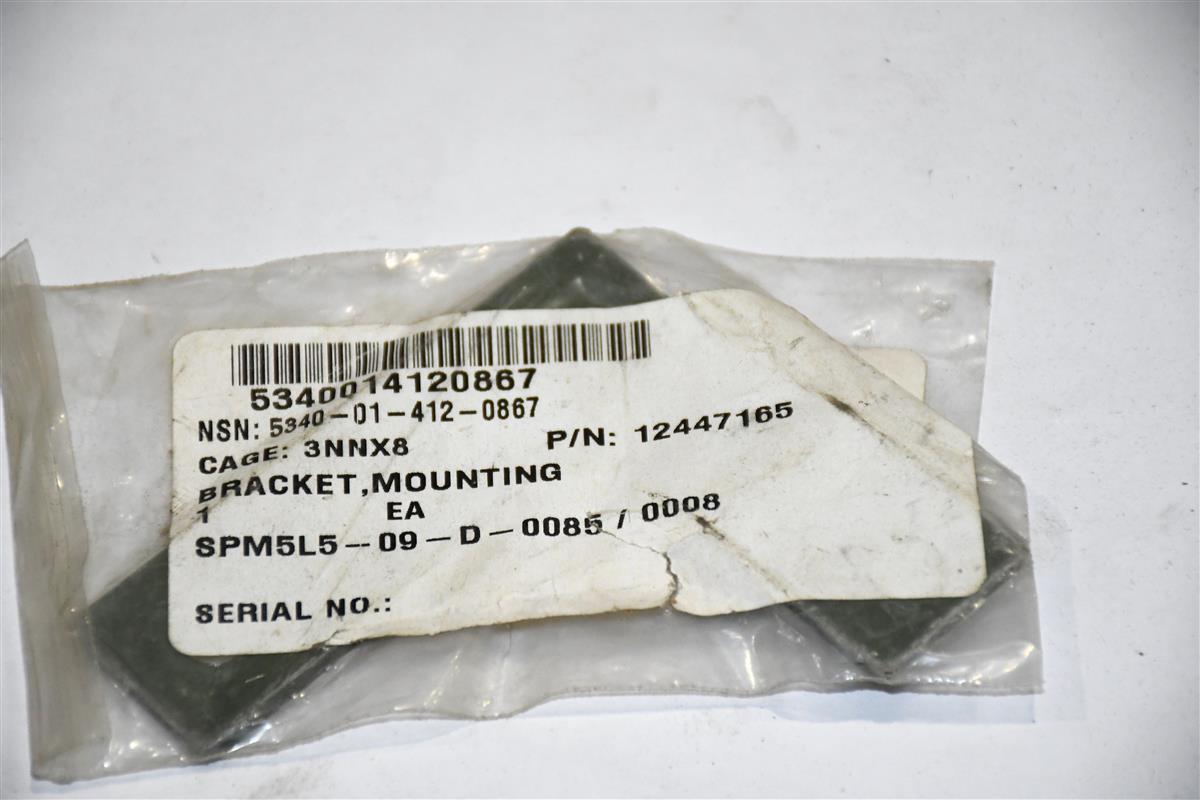 5340014120867
NSN: 5340-01-412-0867
CAGE: 3NNX8 P/N: 12447165
BRACKET,MOUNTING
1 EA
SPM5L5-09-D-0085 / 0008
SERIAL NO.: